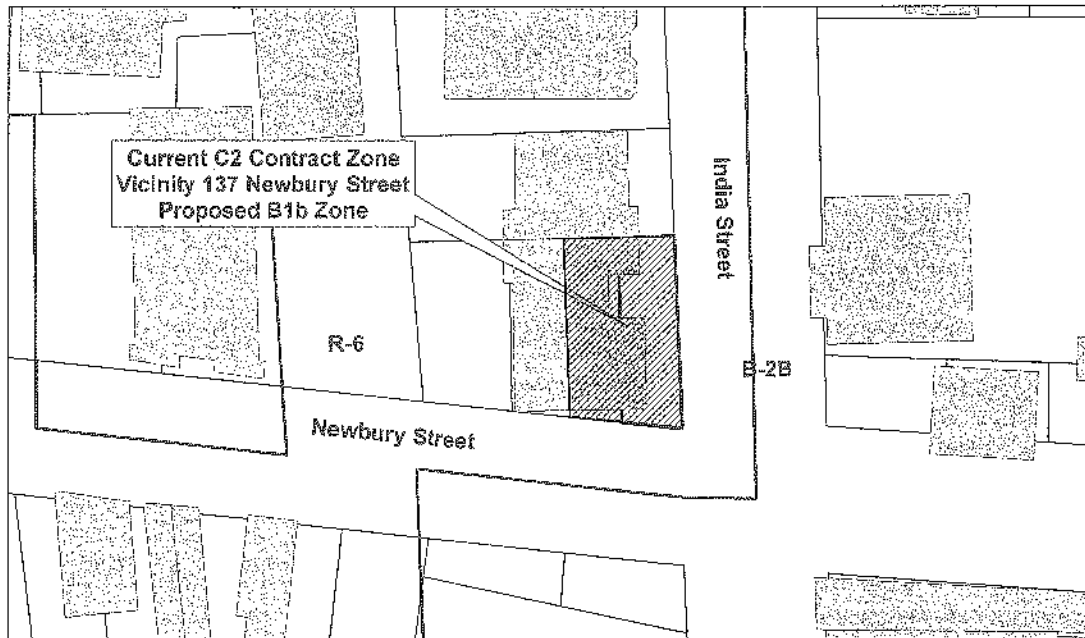 Current C2 Contract Zone
Vicinity 137 Newbury Street
Proposed B1b Zone
India Street
R-6
B-2B
Newbury Street